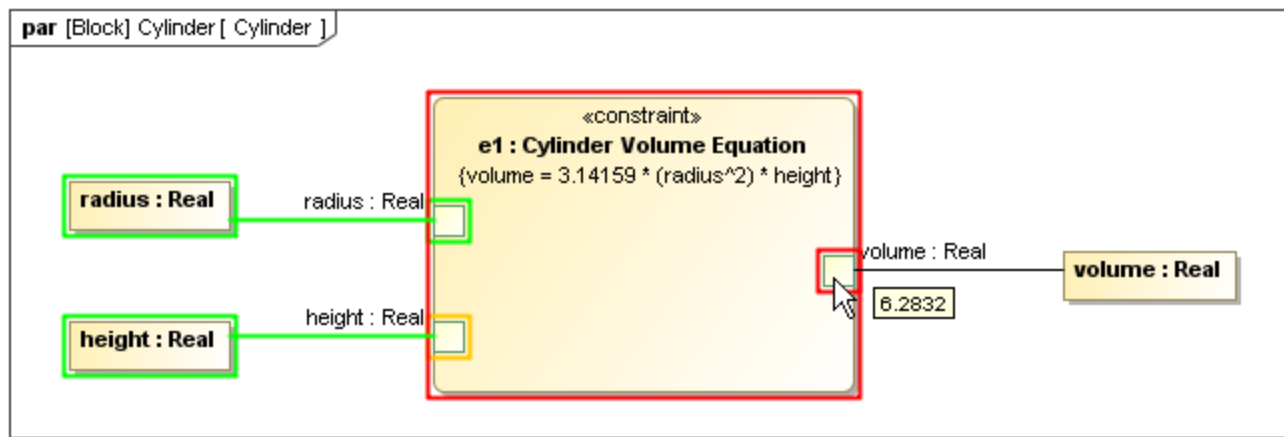 par [Block] Cylinder [ Cylinder ]
«constraint»
e1 : Cylinder Volume Equation
{volume = 3.14159 * (radius^2) * height}
radius : Real
radius : Real
volume : Real
volume : Real
6.2832
height : Real
height : Real